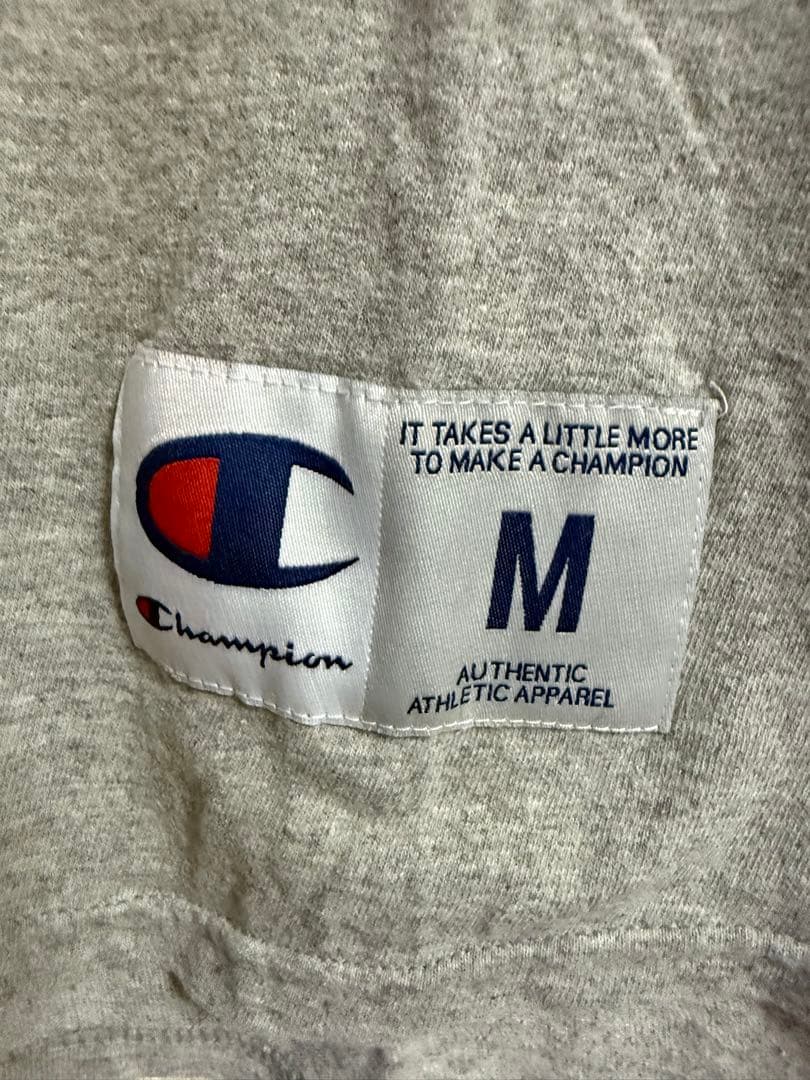 Champion
IT TAKES A LITTLE MORE
TO MAKE A CHAMPION
M
AUTHENTIC
ATHLETIC APPAREL